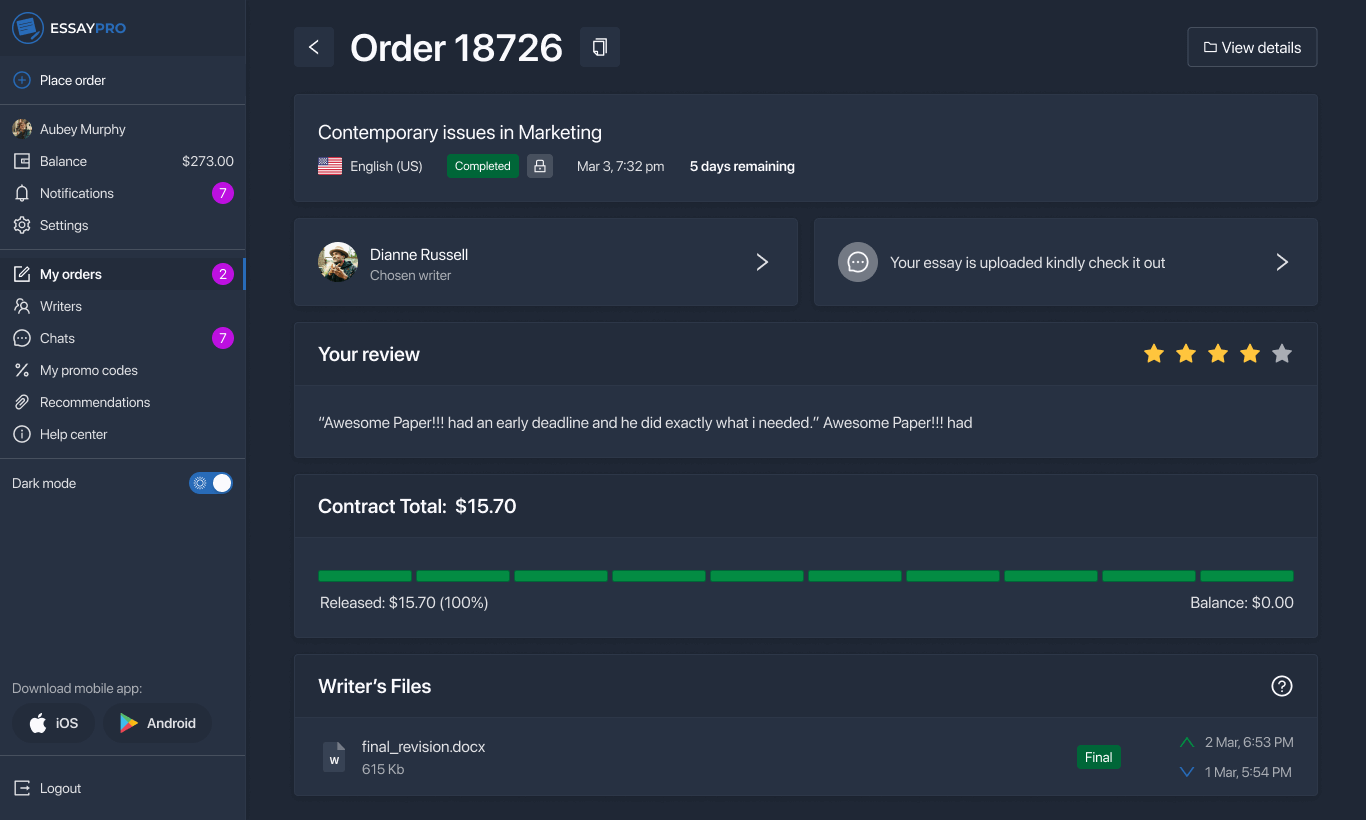 ESSAYPRO
Place order
Aubey Murphy
Balance $273.00
Notifications 7
Settings
My orders 2
Writers
Chats 7
My promo codes
Recommendations
Help center
Dark mode
Download mobile app:
iOS Android
Logout
Order 18726
View details
Contemporary issues in Marketing
English (US) Completed Mar 3, 7:32 pm 5 days remaining
Dianne Russell
Chosen writer
Your essay is uploaded kindly check it out
Your review
“Awesome Paper!!! had an early deadline and he did exactly what i needed.” Awesome Paper!!! had
Contract Total: $15.70
Released: $15.70 (100%) Balance: $0.00
Writer’s Files
W
final_revision.docx
615 Kb
Final
2 Mar, 6:53 PM
1 Mar, 5:54 PM